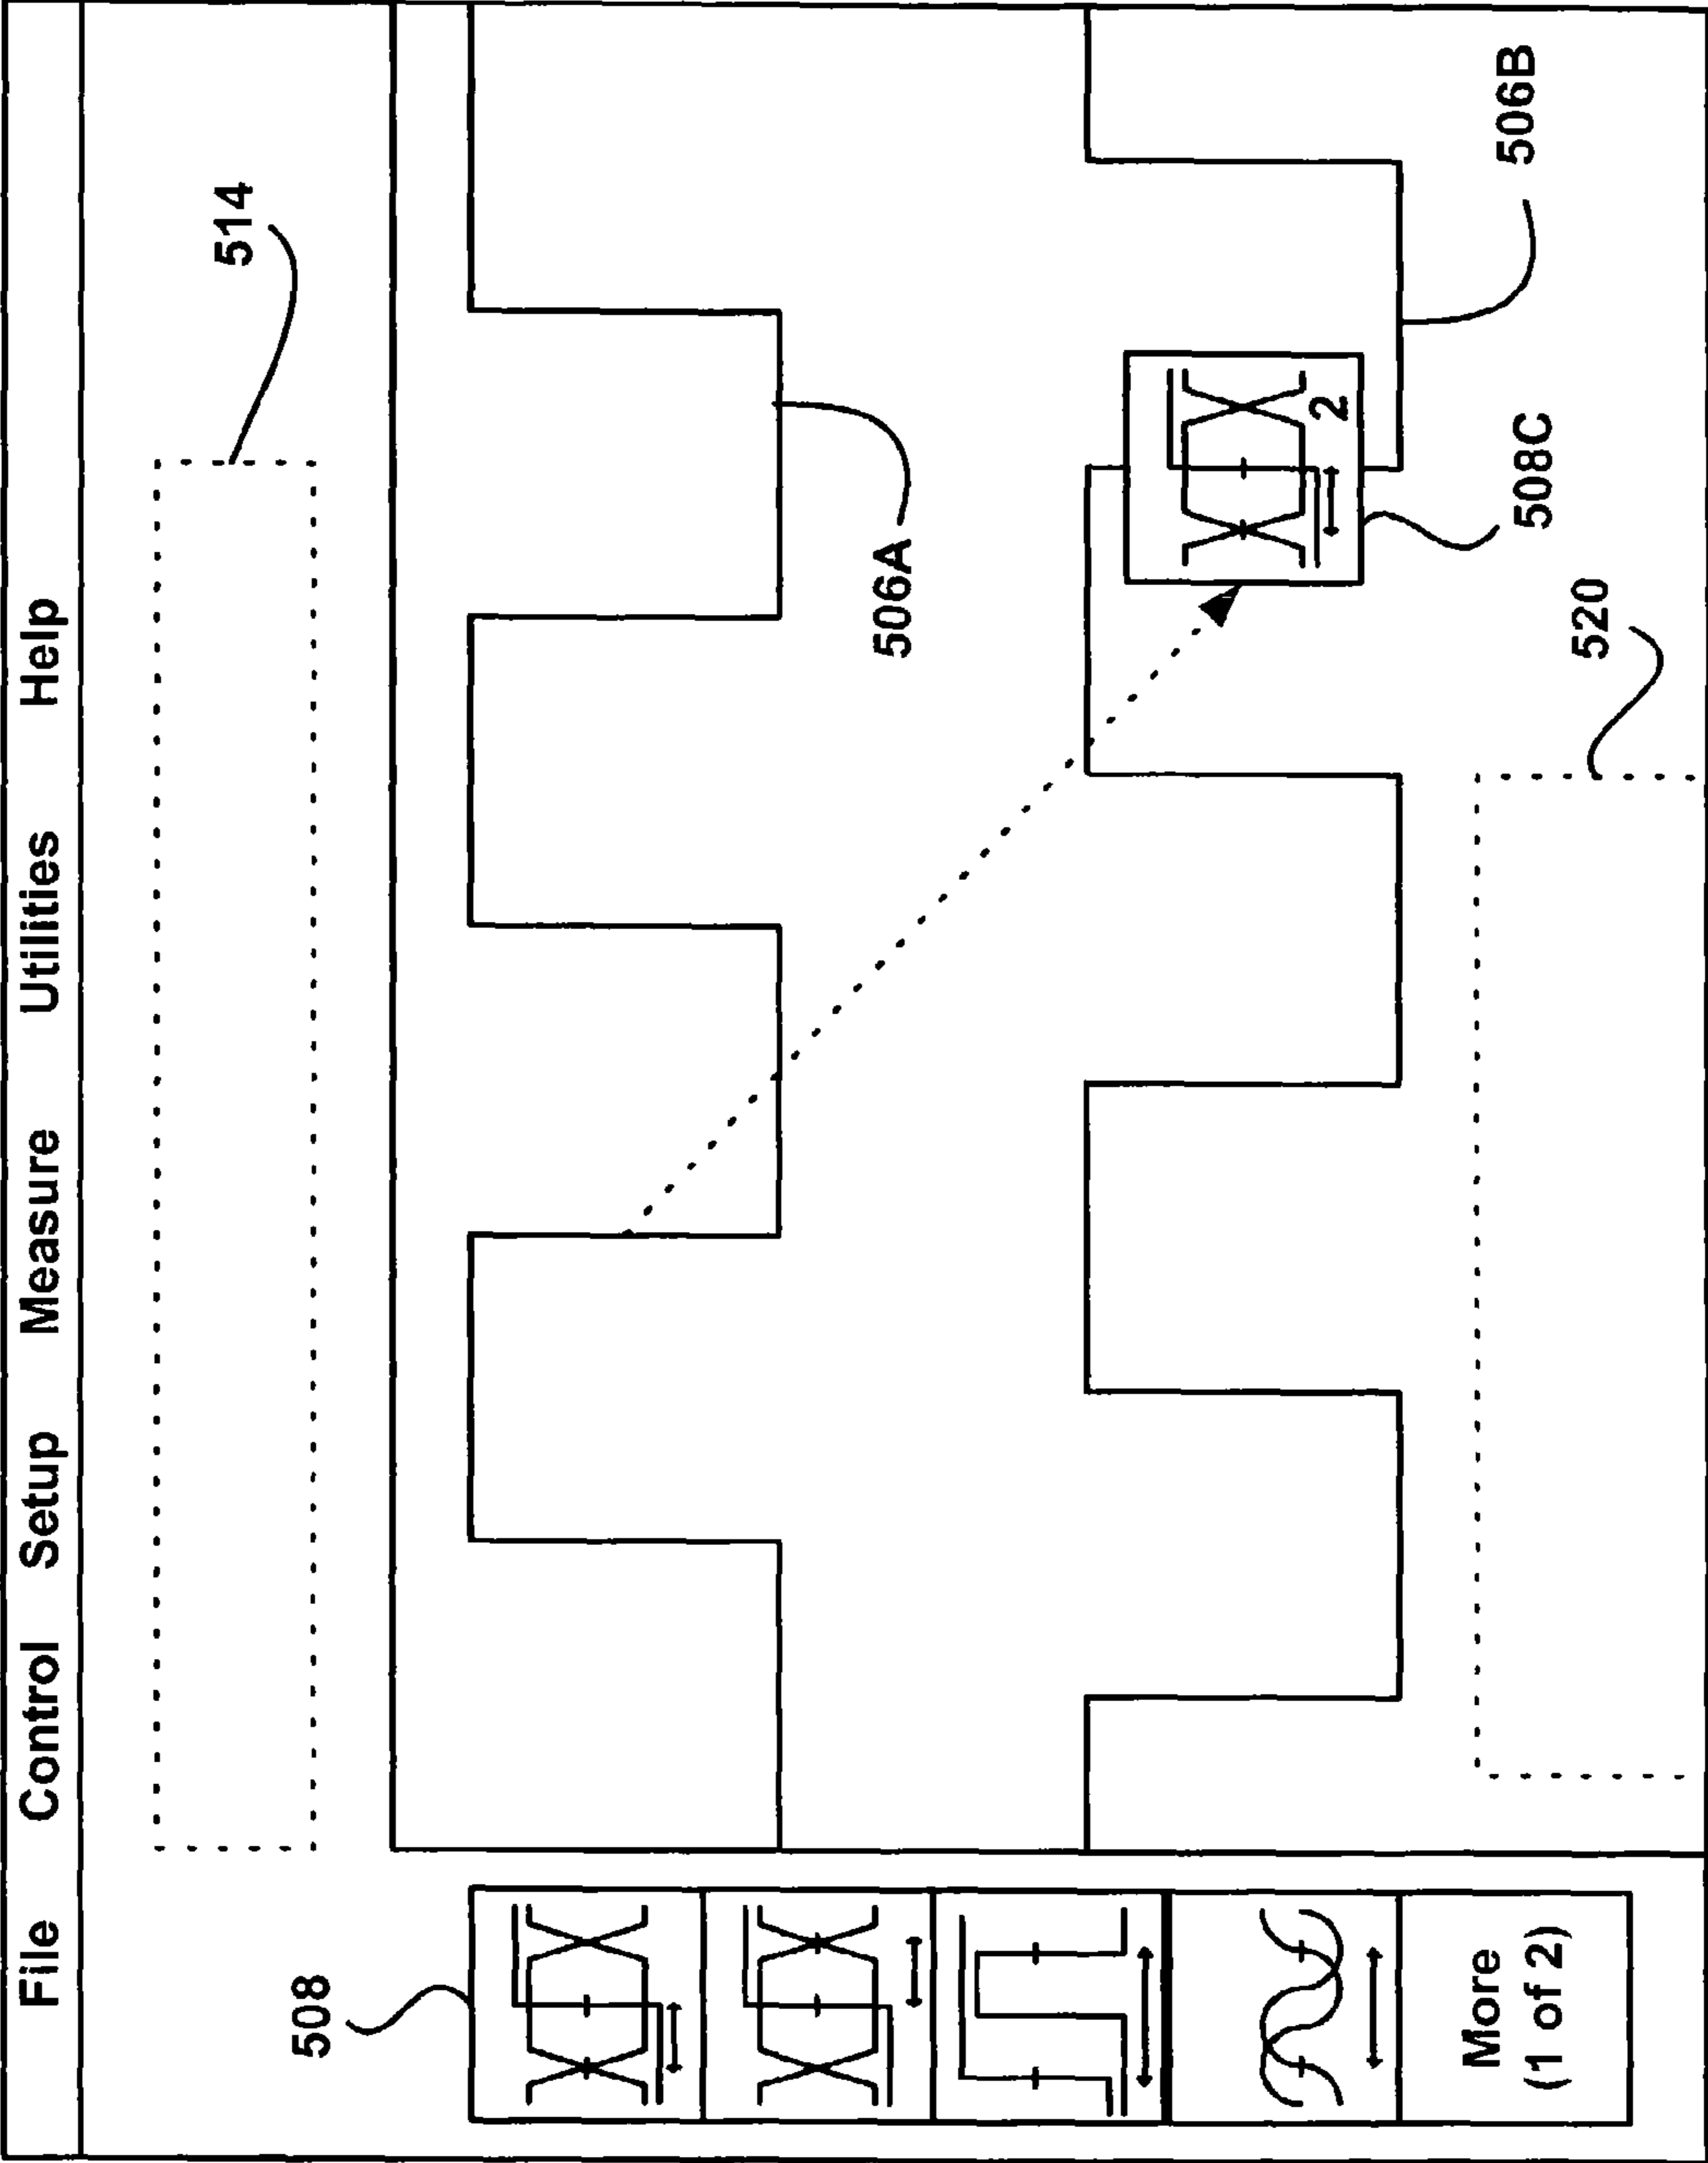 File Control Setup Measure Utilities Help
514
508
506A
2
508C
506B
520
More
(1 of 2)